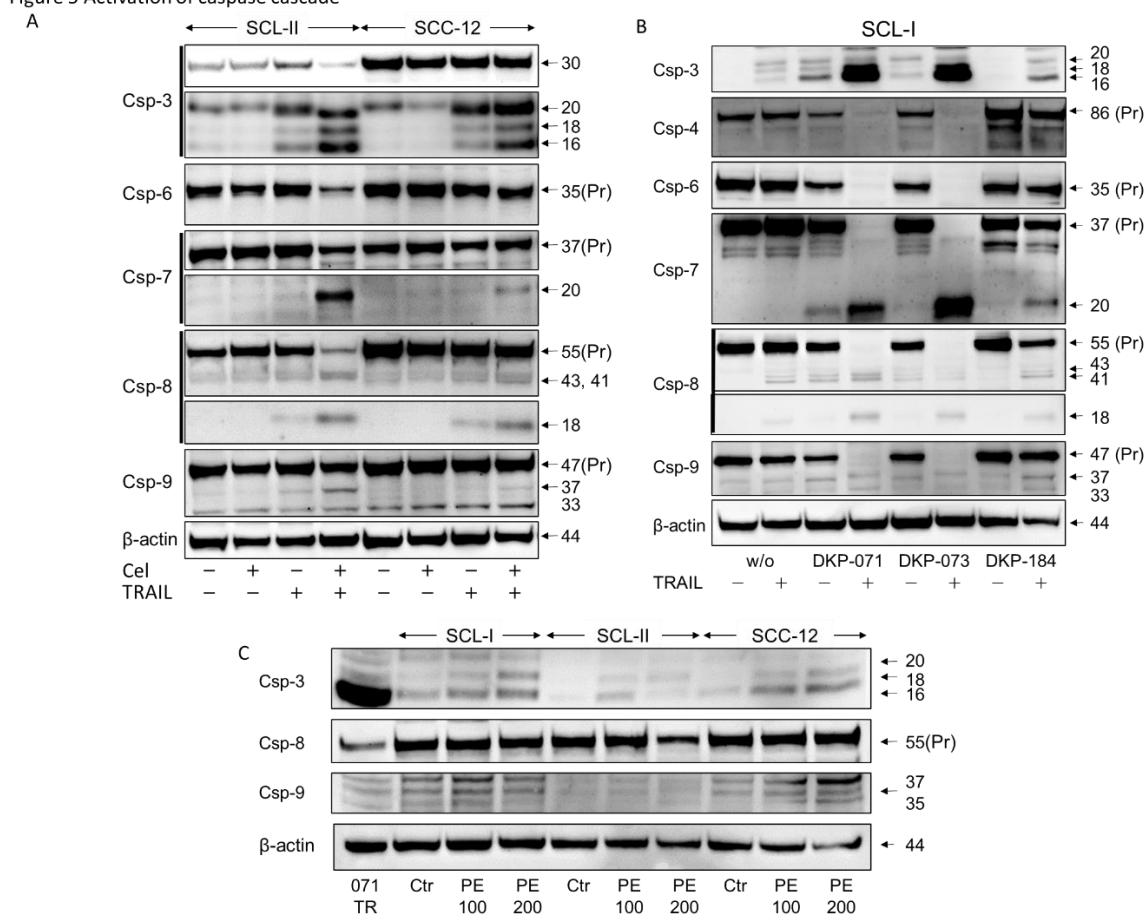 Figure 5 Activation of caspase cascade
A
SCL-II SCC-12
Csp-3
30
20
18
16
Csp-6
35(Pr)
Csp-7
37(Pr)
20
Csp-8
55(Pr)
43, 41
18
Csp-9
47(Pr)
37
33
β-actin
44
Cel – + – + – + – +
TRAIL – – + + – – + +
B
SCL-I
Csp-3
20
18
16
Csp-4
86 (Pr)
Csp-6
35 (Pr)
Csp-7
37 (Pr)
20
Csp-8
55 (Pr)
43
41
18
Csp-9
47 (Pr)
37
33
β-actin
44
w/o DKP-071 DKP-073 DKP-184
TRAIL – + – + – + – +
C
SCL-I SCL-II SCC-12
Csp-3
20
18
16
Csp-8
55(Pr)
Csp-9
37
35
β-actin
44
071 Ctr PE PE Ctr PE PE Ctr PE PE
TR 100 200 100 200 100 200